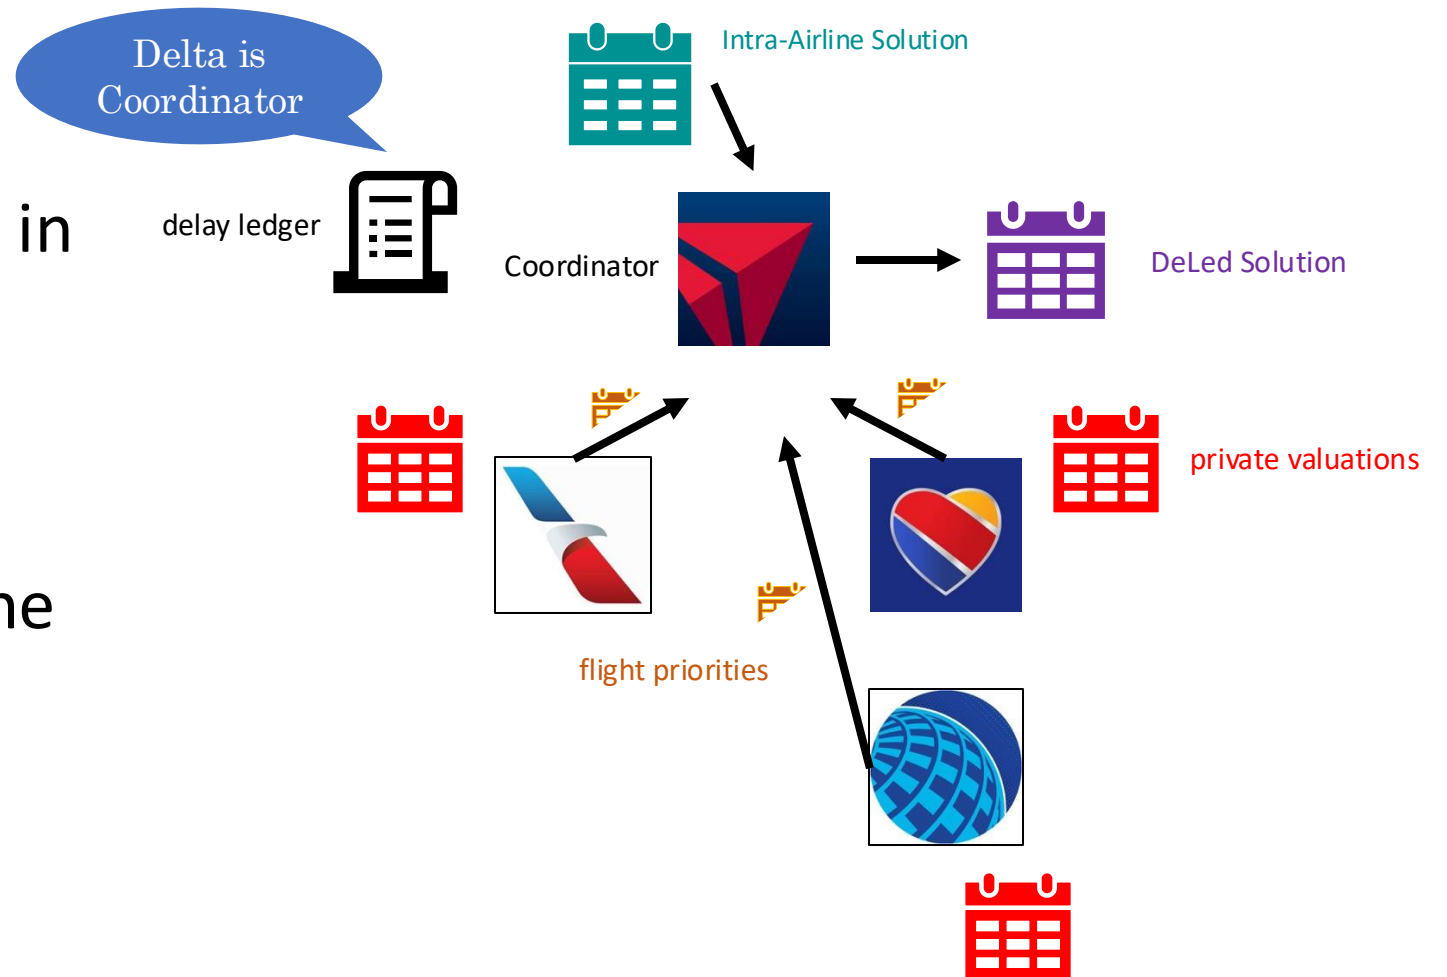 Delta is
Coordinator
Intra-Airline Solution
in
delay ledger
Coordinator
DeLed Solution
private valuations
ne
flight priorities